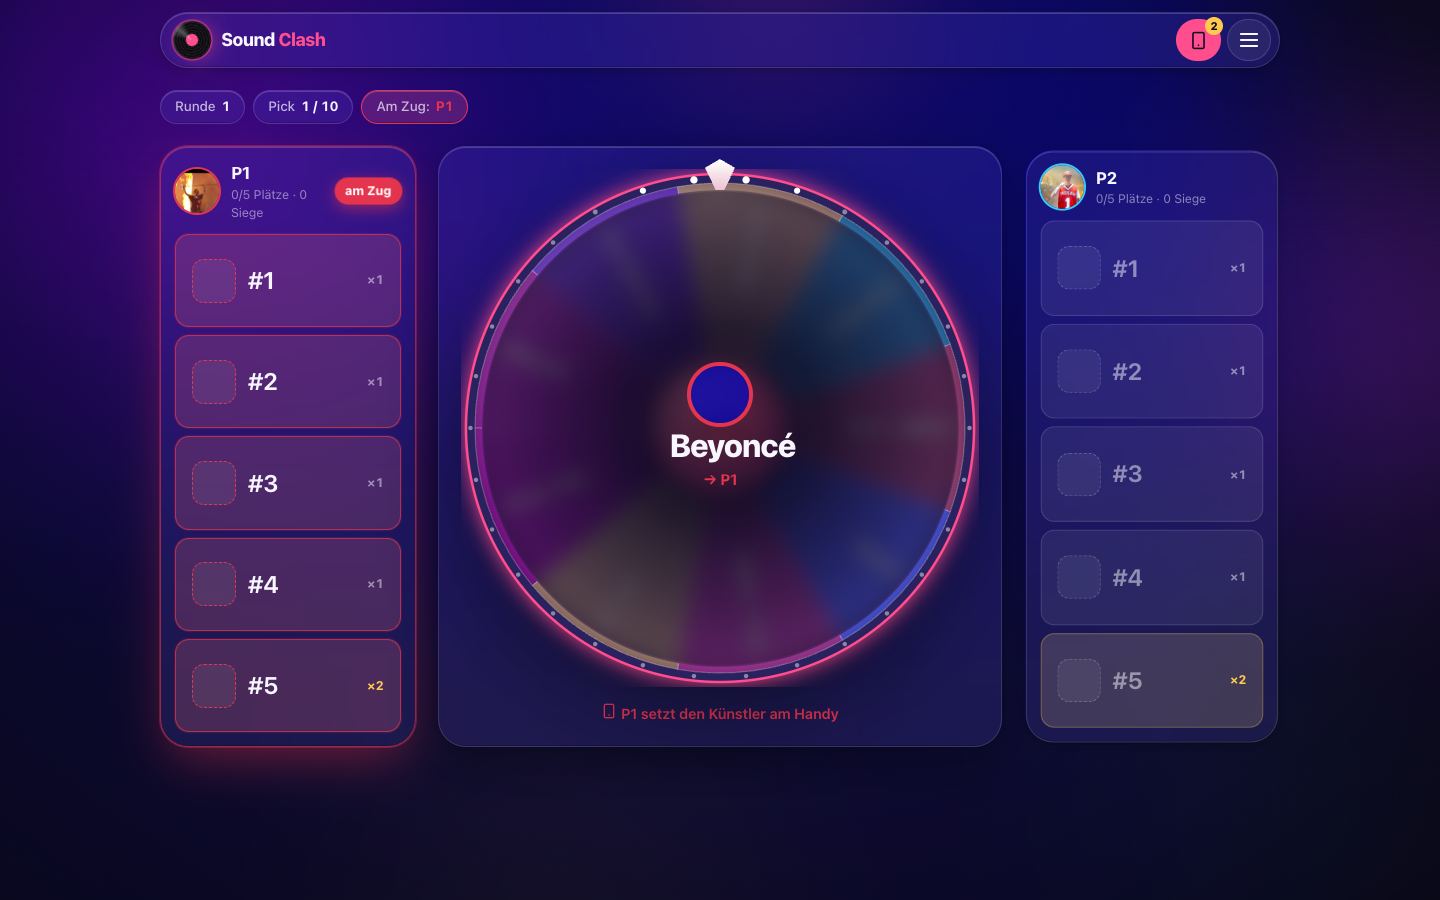 Sound Clash
2
Runde 1
Pick 1 / 10
Am Zug: P1
P1
0/5 Plätze · 0
Siege
am Zug
#1 ×1
#2 ×1
#3 ×1
#4 ×1
#5 ×2
Beyoncé
→ P1
P1 setzt den Künstler am Handy
P2
0/5 Plätze · 0 Siege
#1 ×1
#2 ×1
#3 ×1
#4 ×1
#5 ×2